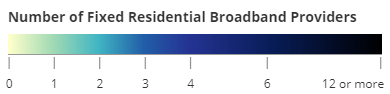 Number of Fixed Residential Broadband Providers
0 1 2 3 4 6 12 or more